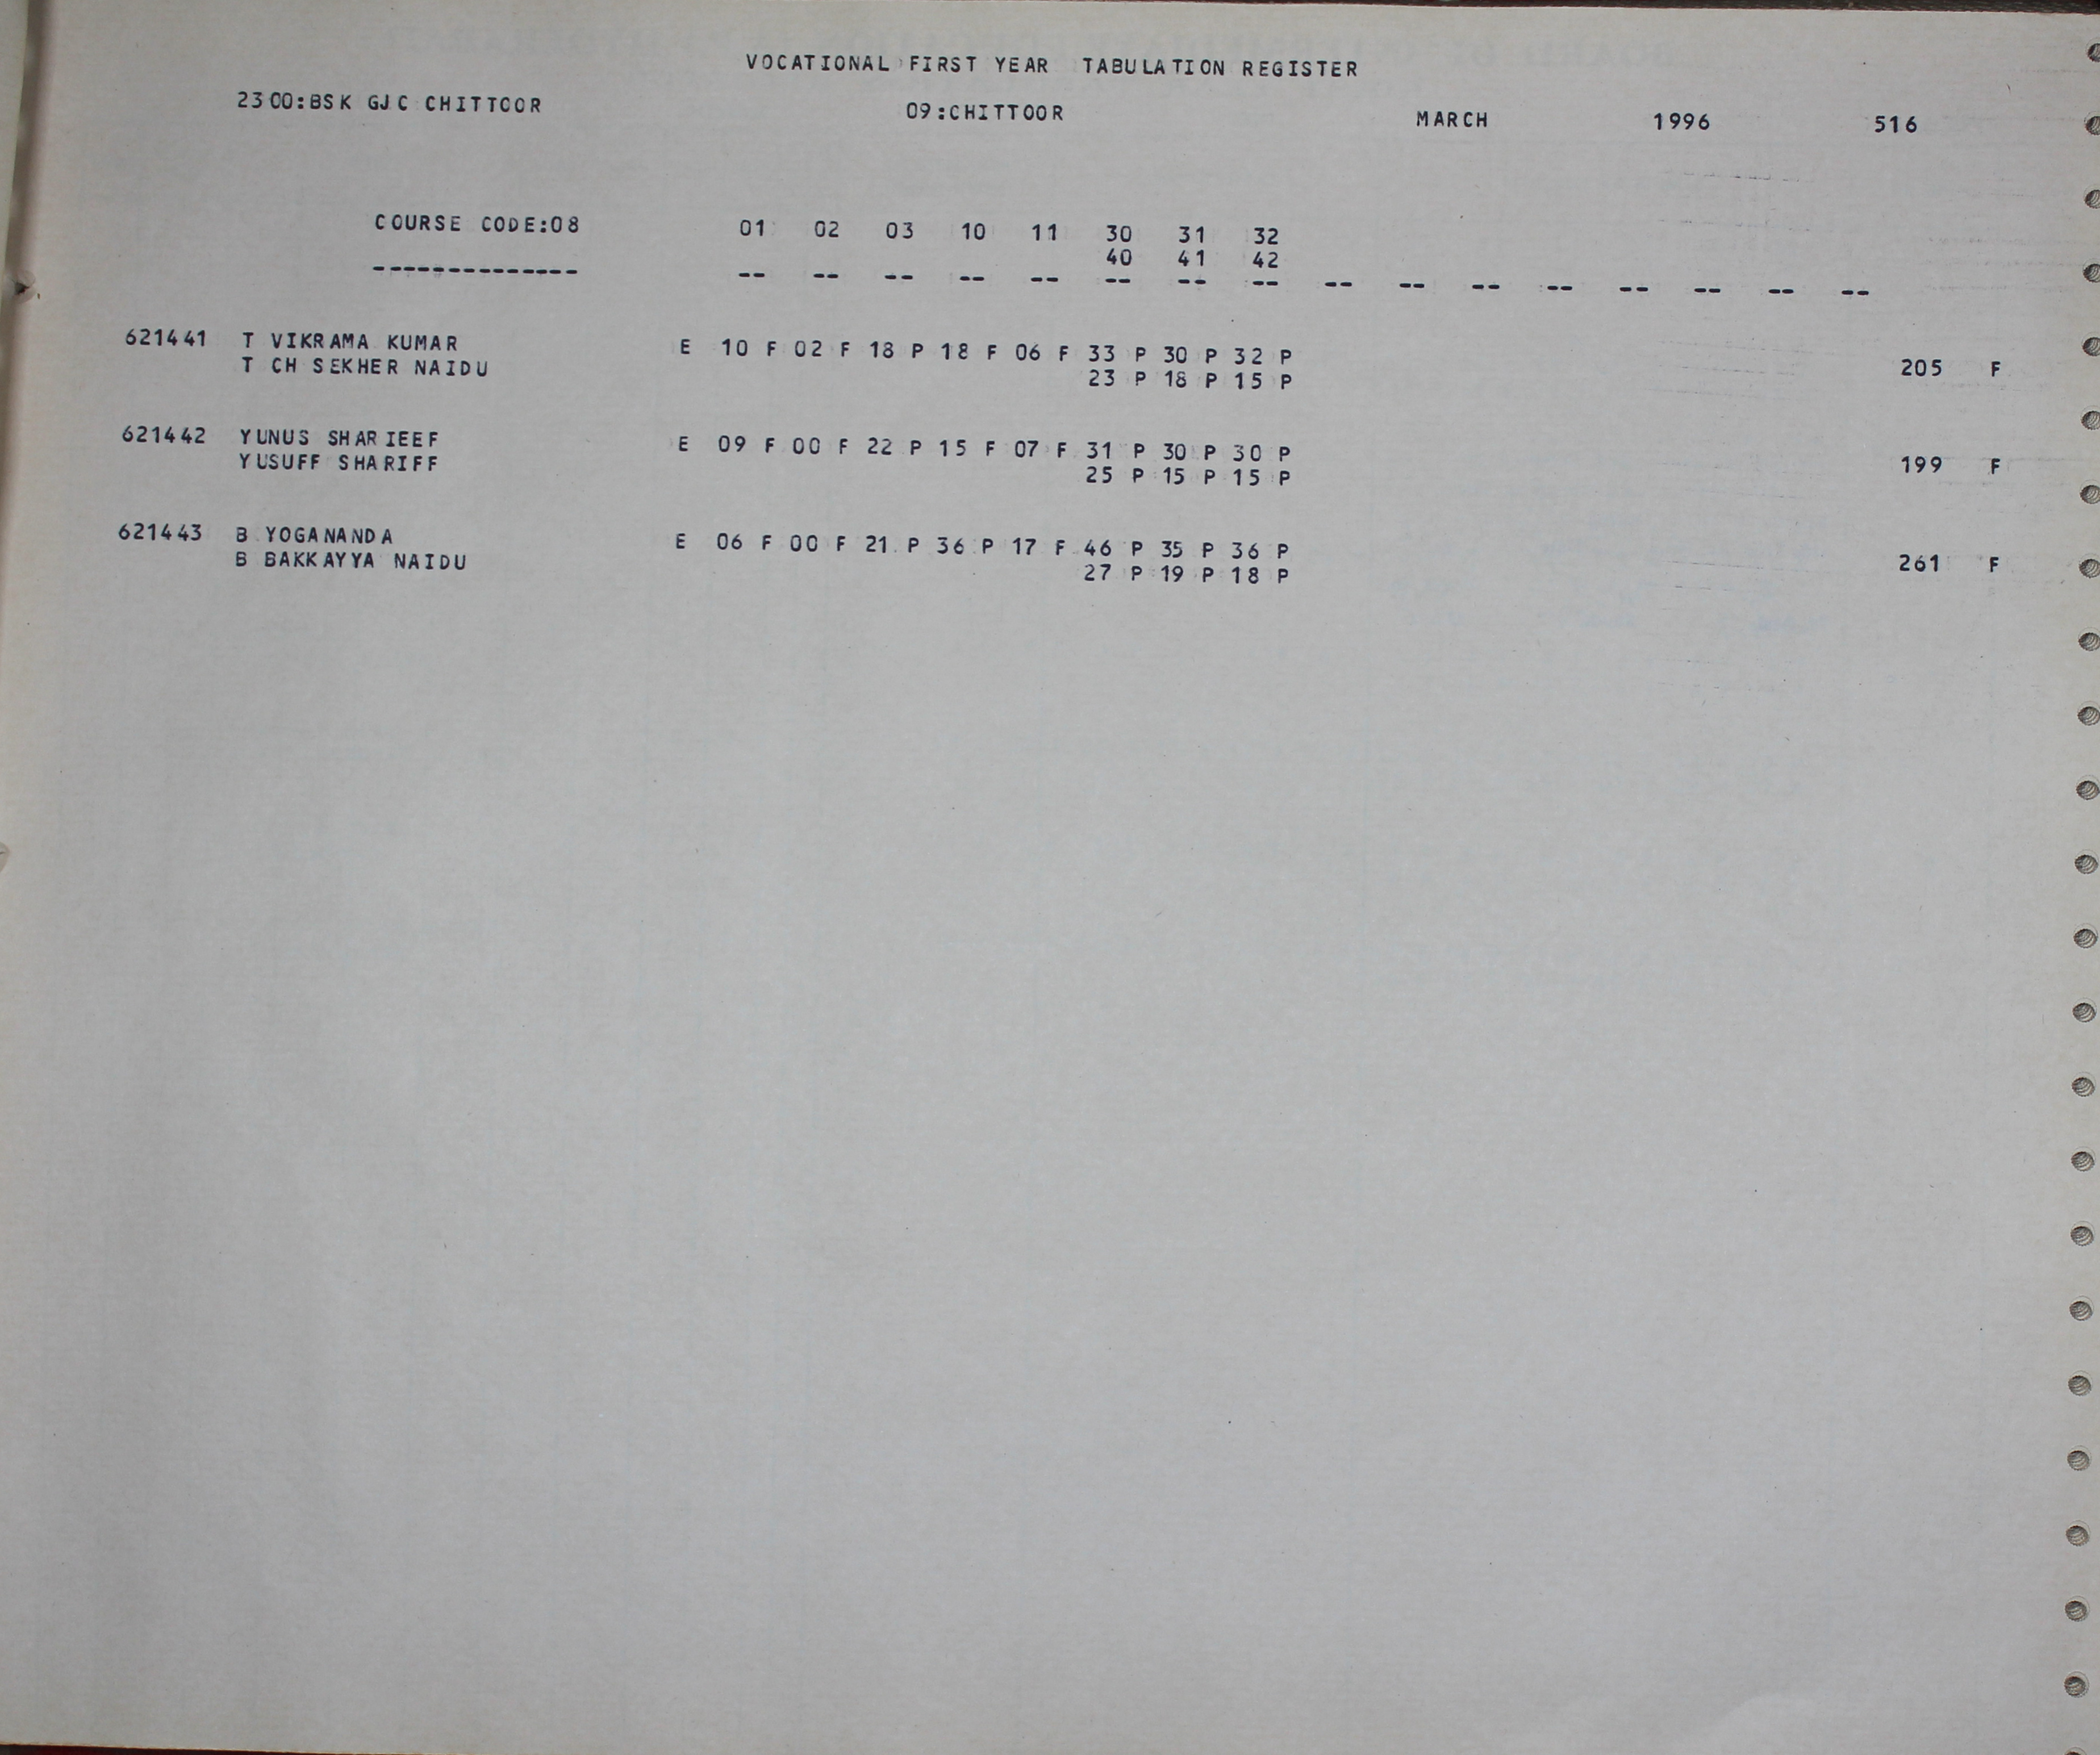 VOCATIONAL FIRST YEAR TABULATION REGISTER
2300:BSK GJC CHITTOOR 09:CHITTOOR MARCH 1996 516
COURSE CODE:08 01 02 03 10 11 30 31 32
40 41 42
-------------- -- -- -- -- -- -- -- -- -- -- -- -- -- -- -- --
621441 T VIKRAMA KUMAR E 10 F 02 F 18 P 18 F 06 F 33 P 30 P 32 P
T CH SEKHER NAIDU 23 P 18 P 15 P 205 F
621442 YUNUS SHARIEEF E 09 F 00 F 22 P 15 F 07 F 31 P 30 P 30 P
YUSUFF SHARIFF 25 P 15 P 15 P 199 F
621443 B YOGANANDA E 06 F 00 F 21 P 36 P 17 F 46 P 35 P 36 P
B BAKKAYYA NAIDU 27 P 19 P 18 P 261 F